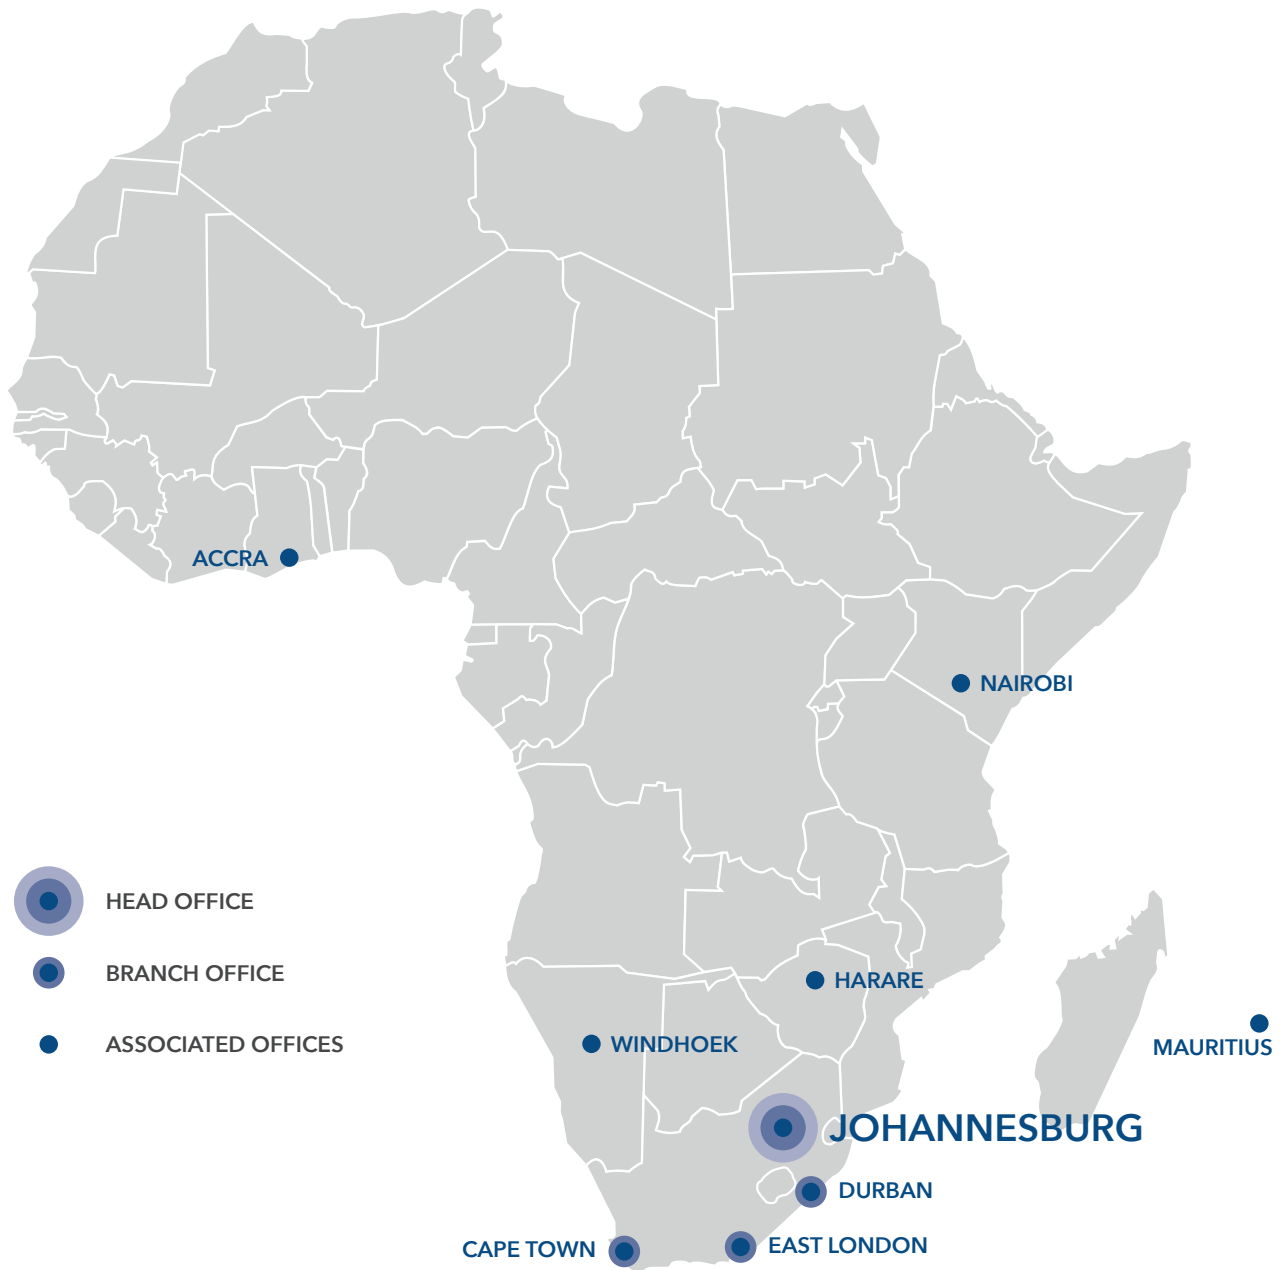 ACCRA
NAIROBI
HEAD OFFICE
BRANCH OFFICE
HARARE
ASSOCIATED OFFICES
WINDHOEK
MAURITIUS
JOHANNESBURG
DURBAN
CAPE TOWN
EAST LONDON